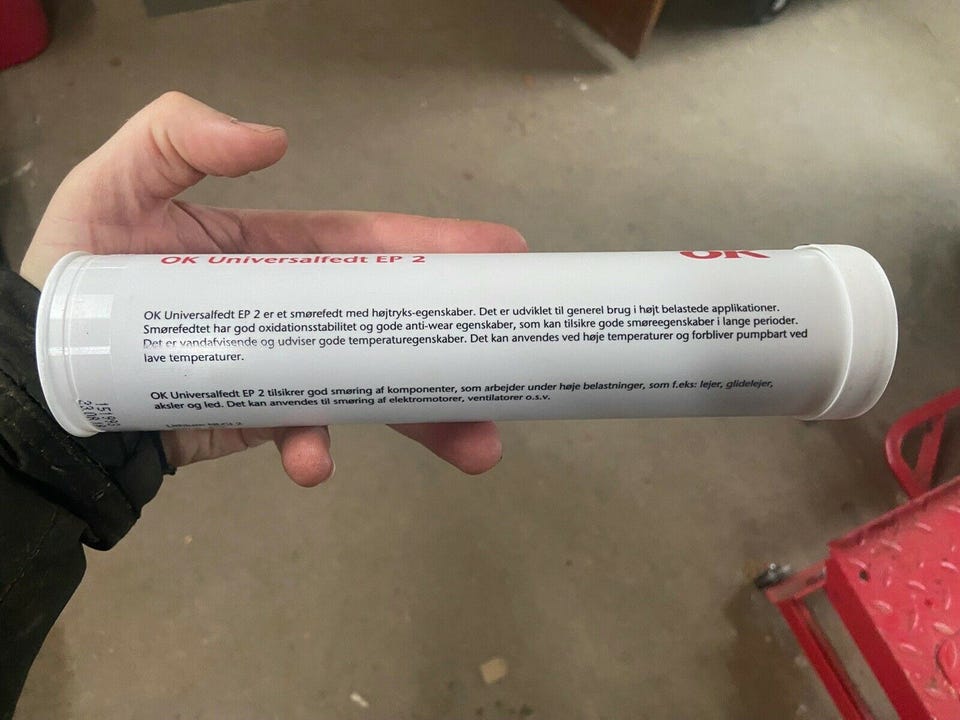 OK Universalfedt EP 2
OK
OK Universalfedt EP 2 er et smørefedt med højtryks-egenskaber. Det er udviklet til generel brug i højt belastede applikationer.
Smørefedtet har god oxidationsstabilitet og gode anti-wear egenskaber, som kan tilsikre gode smøreegenskaber i lange perioder.
Det er vandafvisende og udviser gode temperaturegenskaber. Det kan anvendes ved høje temperaturer og forbliver pumpbart ved
lave temperaturer.
OK Universalfedt EP 2 tilsikrer god smøring af komponenter, som arbejder under høje belastninger, som f.eks: lejer, glidelejer,
aksler og led. Det kan anvendes til smøring af elektromotorer, ventilatorer o.s.v.
NLGI 2